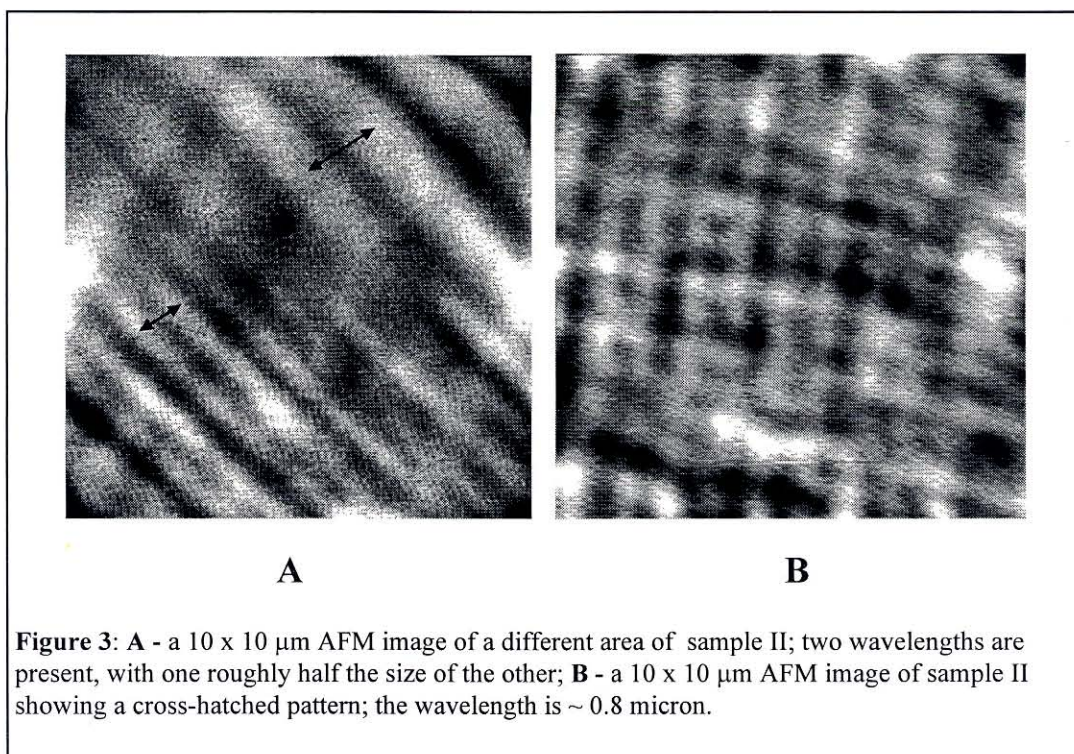 A B
Figure 3: A - a 10 x 10 μm AFM image of a different area of sample II; two wavelengths are
present, with one roughly half the size of the other; B - a 10 x 10 μm AFM image of sample II
showing a cross-hatched pattern; the wavelength is ~ 0.8 micron.